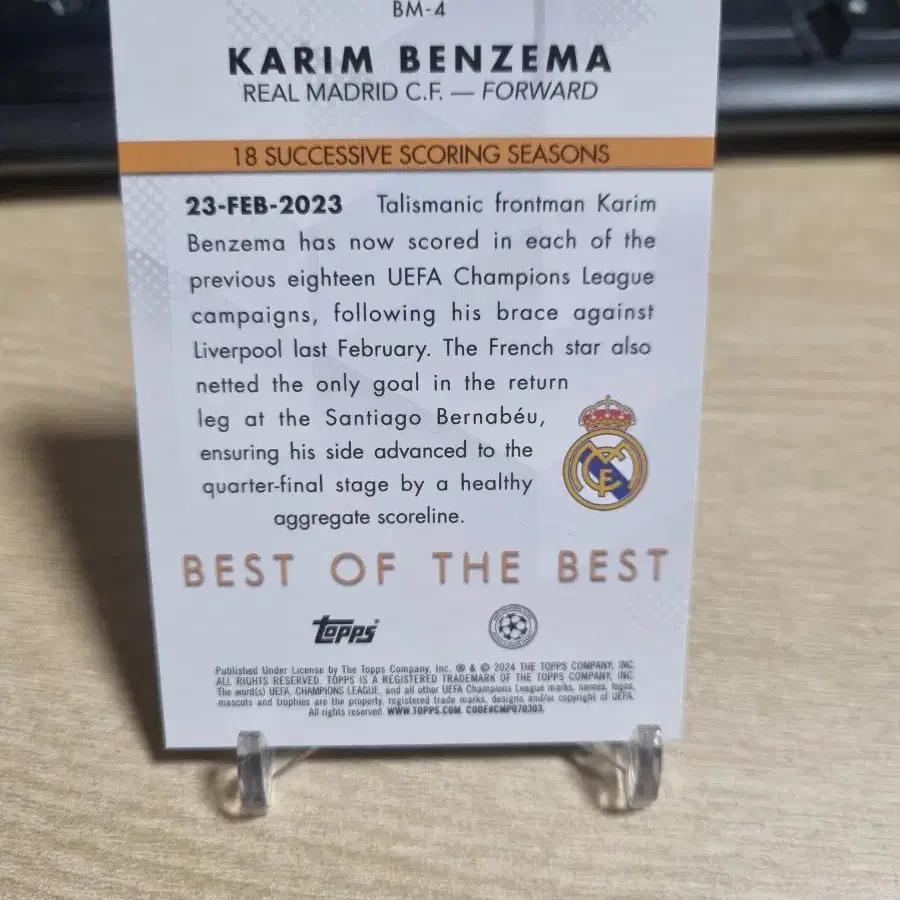 BM-4
KARIM BENZEMA
REAL MADRID C.F. — FORWARD
18 SUCCESSIVE SCORING SEASONS
23-FEB-2023 Talismanic frontman Karim
Benzema has now scored in each of the
previous eighteen UEFA Champions League
campaigns, following his brace against
Liverpool last February. The French star also
netted the only goal in the return
leg at the Santiago Bernabéu,
ensuring his side advanced to the
quarter-final stage by a healthy
aggregate scoreline.
BEST OF THE BEST
topps
Published Under License by The Topps Company, Inc. ® & © 2024 THE TOPPS COMPANY, INC.
ALL RIGHTS RESERVED. TOPPS IS A REGISTERED TRADEMARK OF THE TOPPS COMPANY, INC.
The word(s) UEFA, CHAMPIONS LEAGUE, and all other UEFA Champions League marks, names, logos,
mascots and trophies are the property, registered trade marks, designs and/or copyright of UEFA.
All rights reserved. WWW.TOPPS.COM. CODE#CMP070303.